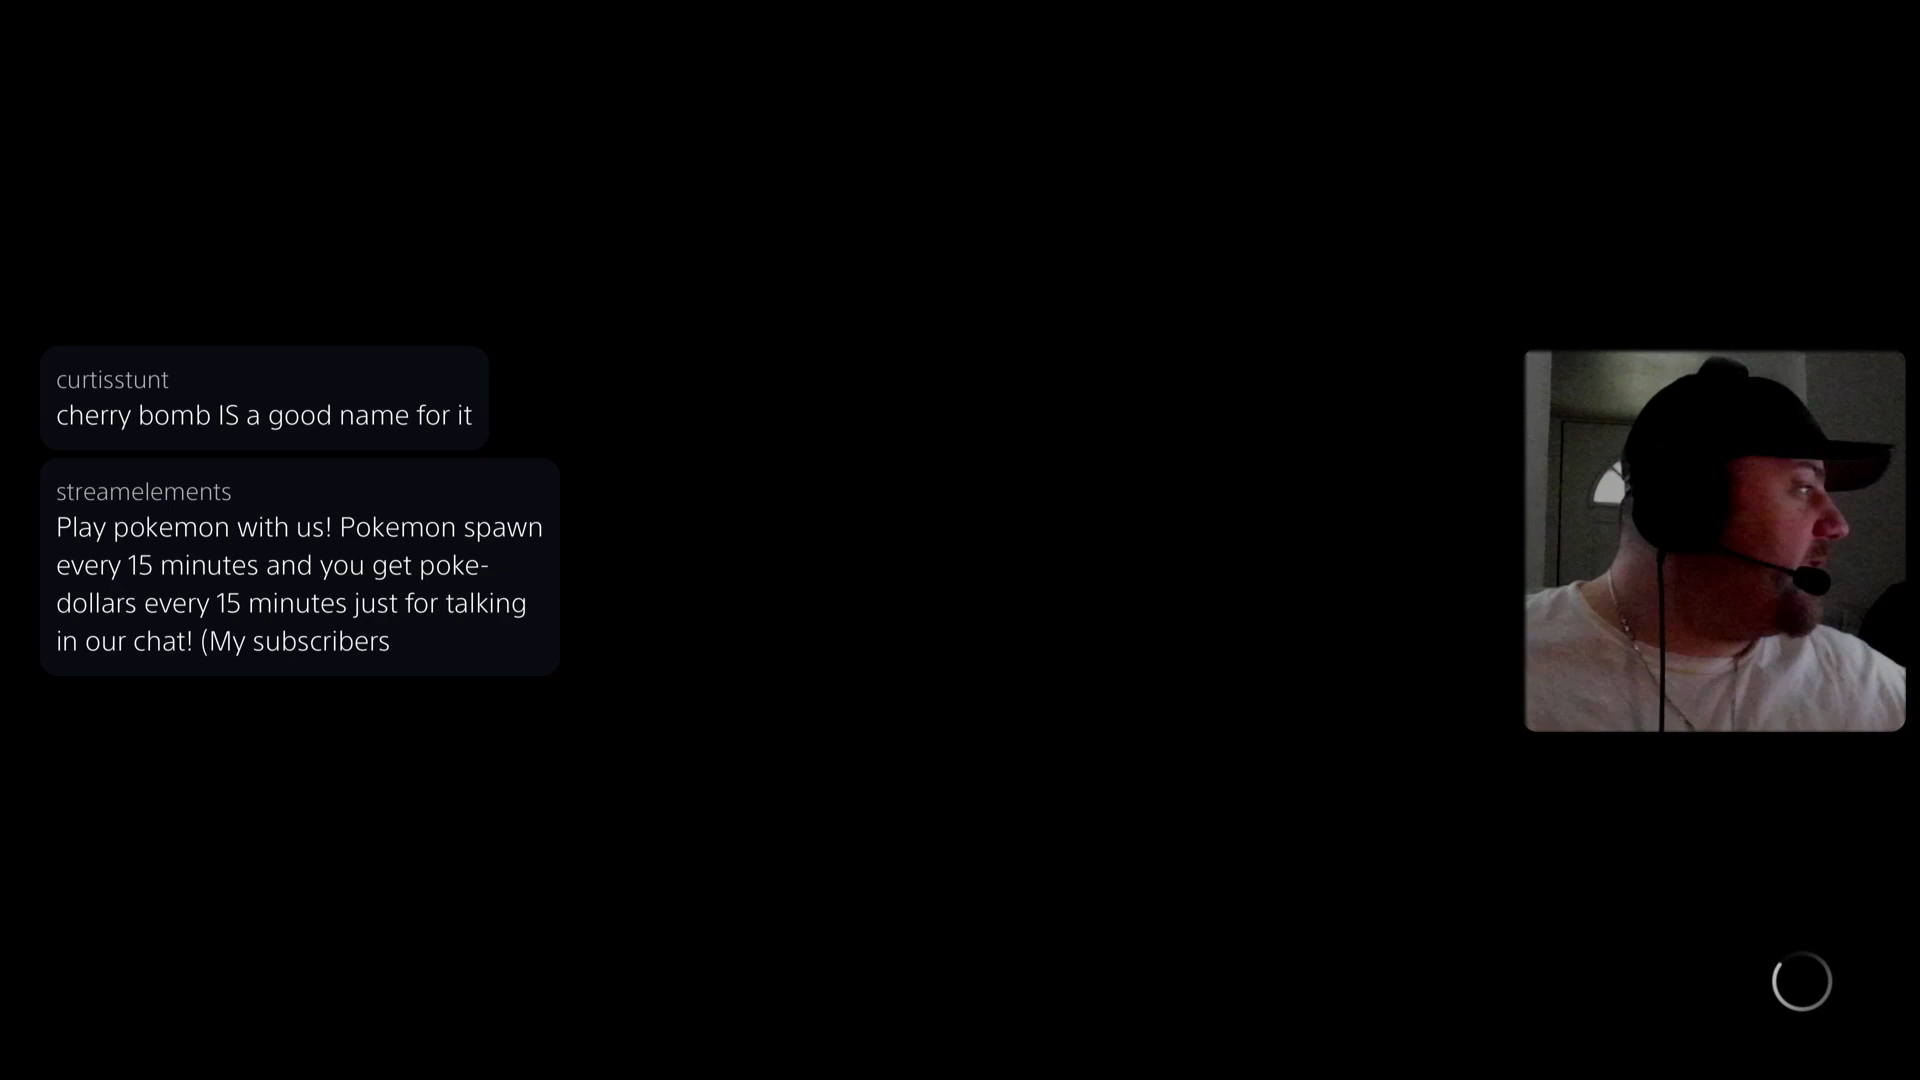 curtisstunt
cherry bomb IS a good name for it
streamelements
Play pokemon with us! Pokemon spawn
every 15 minutes and you get poke-
dollars every 15 minutes just for talking
in our chat! (My subscribers